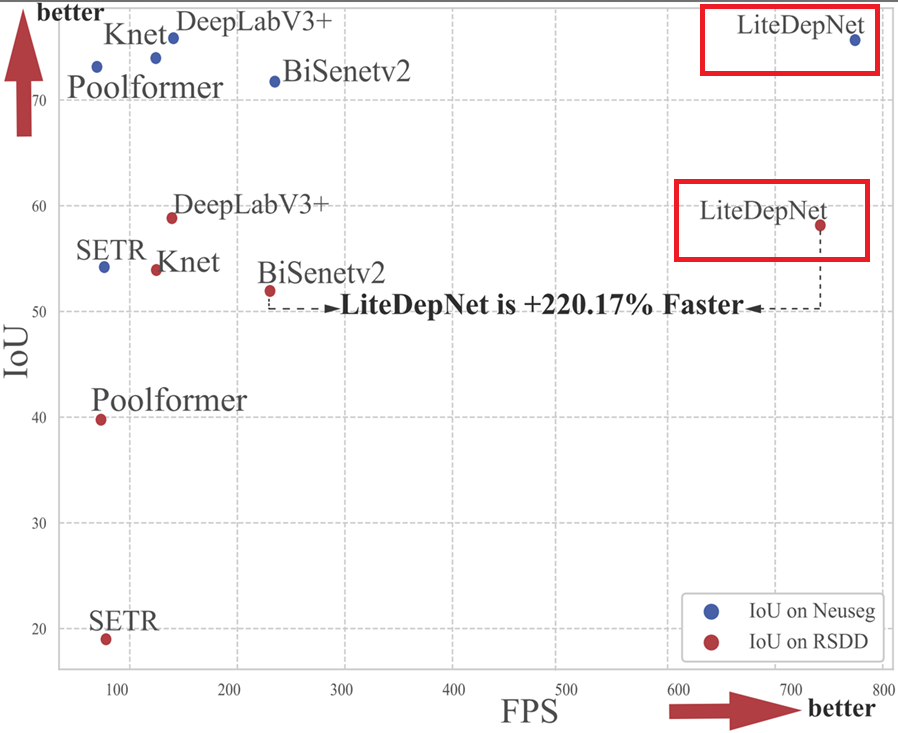 better
DeepLabV3+
Knet
LiteDepNet
BiSenetv2
Poolformer
70
60
DeepLabV3+
LiteDepNet
SETR
Knet
BiSenetv2
LiteDepNet is +220.17% Faster
50
IoU
Poolformer
40
30
SETR
20
IoU on Neuseg
IoU on RSDD
100 200 300 400 500 600 700 800
FPS
better